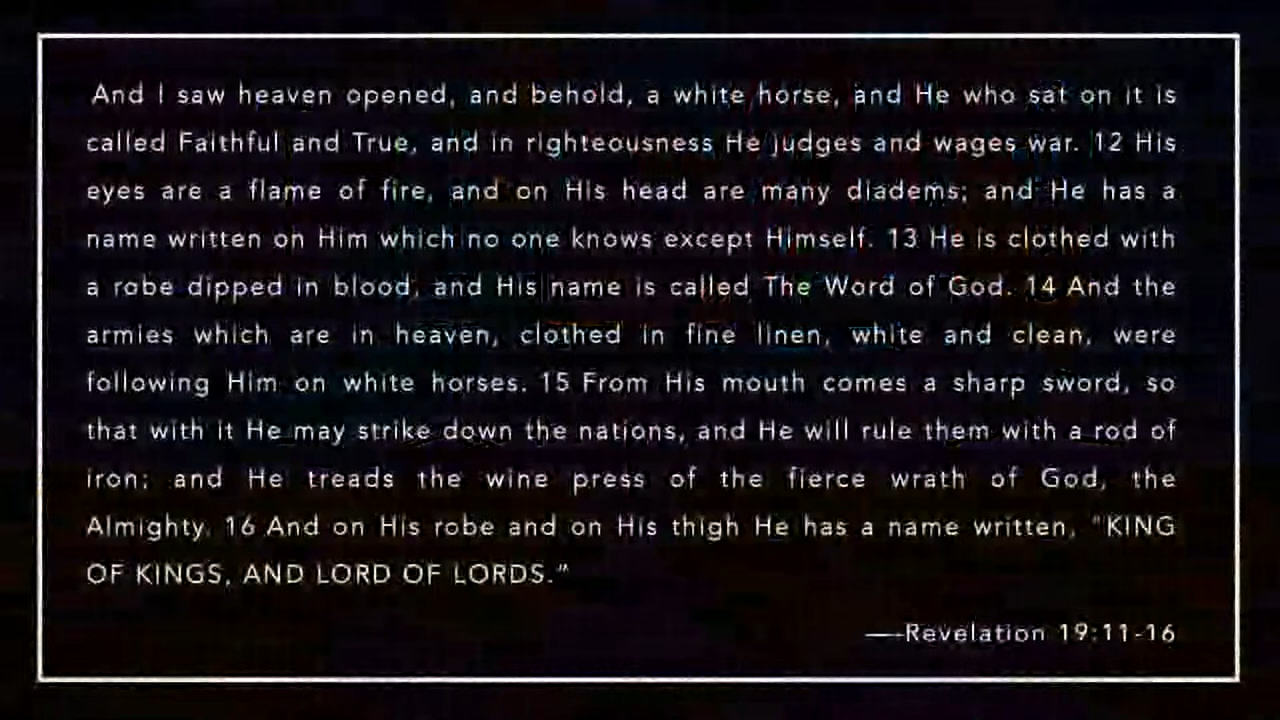 And I saw heaven opened, and behold, a white horse, and He who sat on it is
called Faithful and True, and in righteousness He judges and wages war. 12 His
eyes are a flame of fire, and on His head are many diadems; and He has a
name written on Him which no one knows except Himself. 13 He is clothed with
a robe dipped in blood, and His name is called The Word of God. 14 And the
armies which are in heaven, clothed in fine linen, white and clean, were
following Him on white horses. 15 From His mouth comes a sharp sword, so
that with it He may strike down the nations, and He will rule them with a rod of
iron; and He treads the wine press of the fierce wrath of God, the
Almighty. 16 And on His robe and on His thigh He has a name written, "KING
OF KINGS, AND LORD OF LORDS."
—Revelation 19:11-16